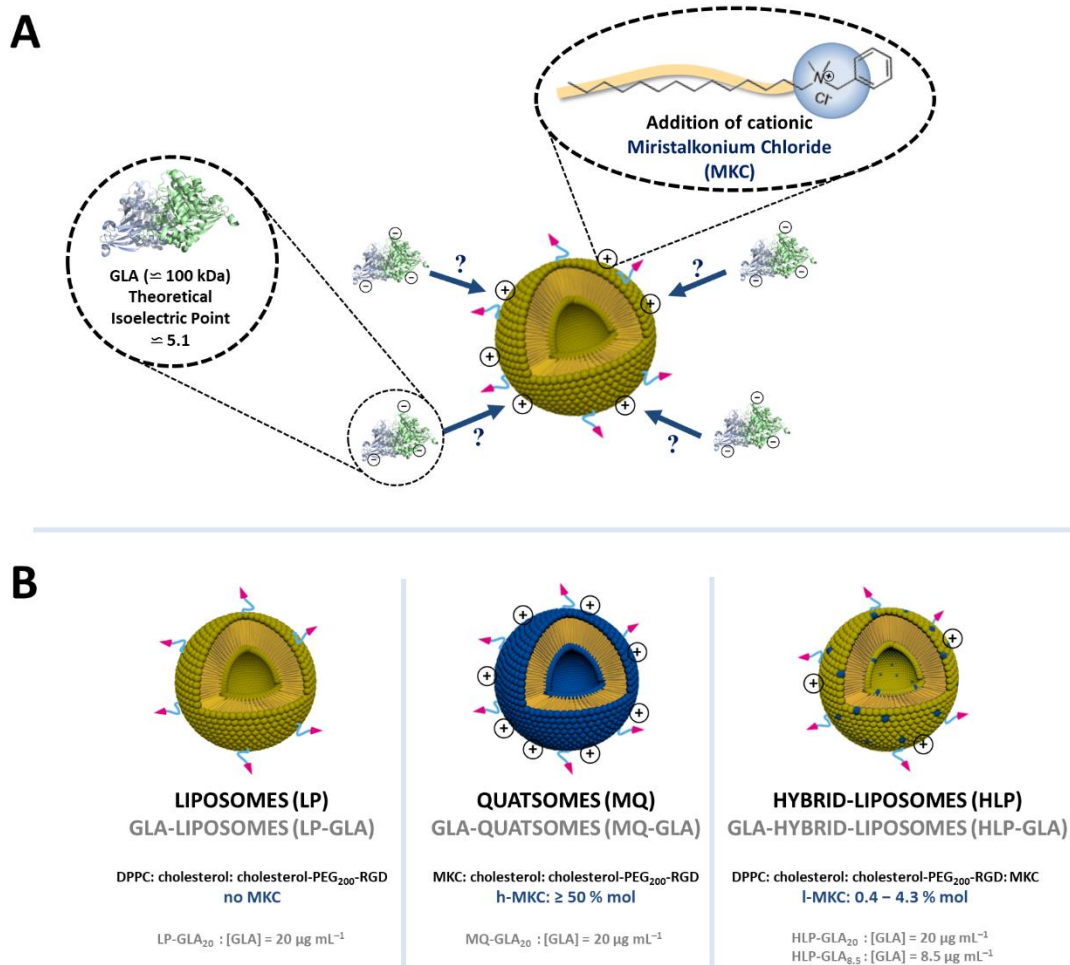 A
N
+
Cl-
Addition of cationic
Miristalkonium Chloride
(MKC)
GLA (≃ 100 kDa)
Theoretical
Isoelectric Point
≃ 5.1
?
?
?
?
B
LIPOSOMES (LP)
GLA-LIPOSOMES (LP-GLA)
DPPC: cholesterol: cholesterol-PEG₂₀₀-RGD
no MKC
LP-GLA₂₀ : [GLA] = 20 µg mL⁻¹
QUATSOMES (MQ)
GLA-QUATSOMES (MQ-GLA)
MKC: cholesterol: cholesterol-PEG₂₀₀-RGD
h-MKC: ≥ 50 % mol
MQ-GLA₂₀ : [GLA] = 20 µg mL⁻¹
HYBRID-LIPOSOMES (HLP)
GLA-HYBRID-LIPOSOMES (HLP-GLA)
DPPC: cholesterol: cholesterol-PEG₂₀₀-RGD: MKC
l-MKC: 0.4 – 4.3 % mol
HLP-GLA₂₀ : [GLA] = 20 µg mL⁻¹
HLP-GLA₈.₅ : [GLA] = 8.5 µg mL⁻¹